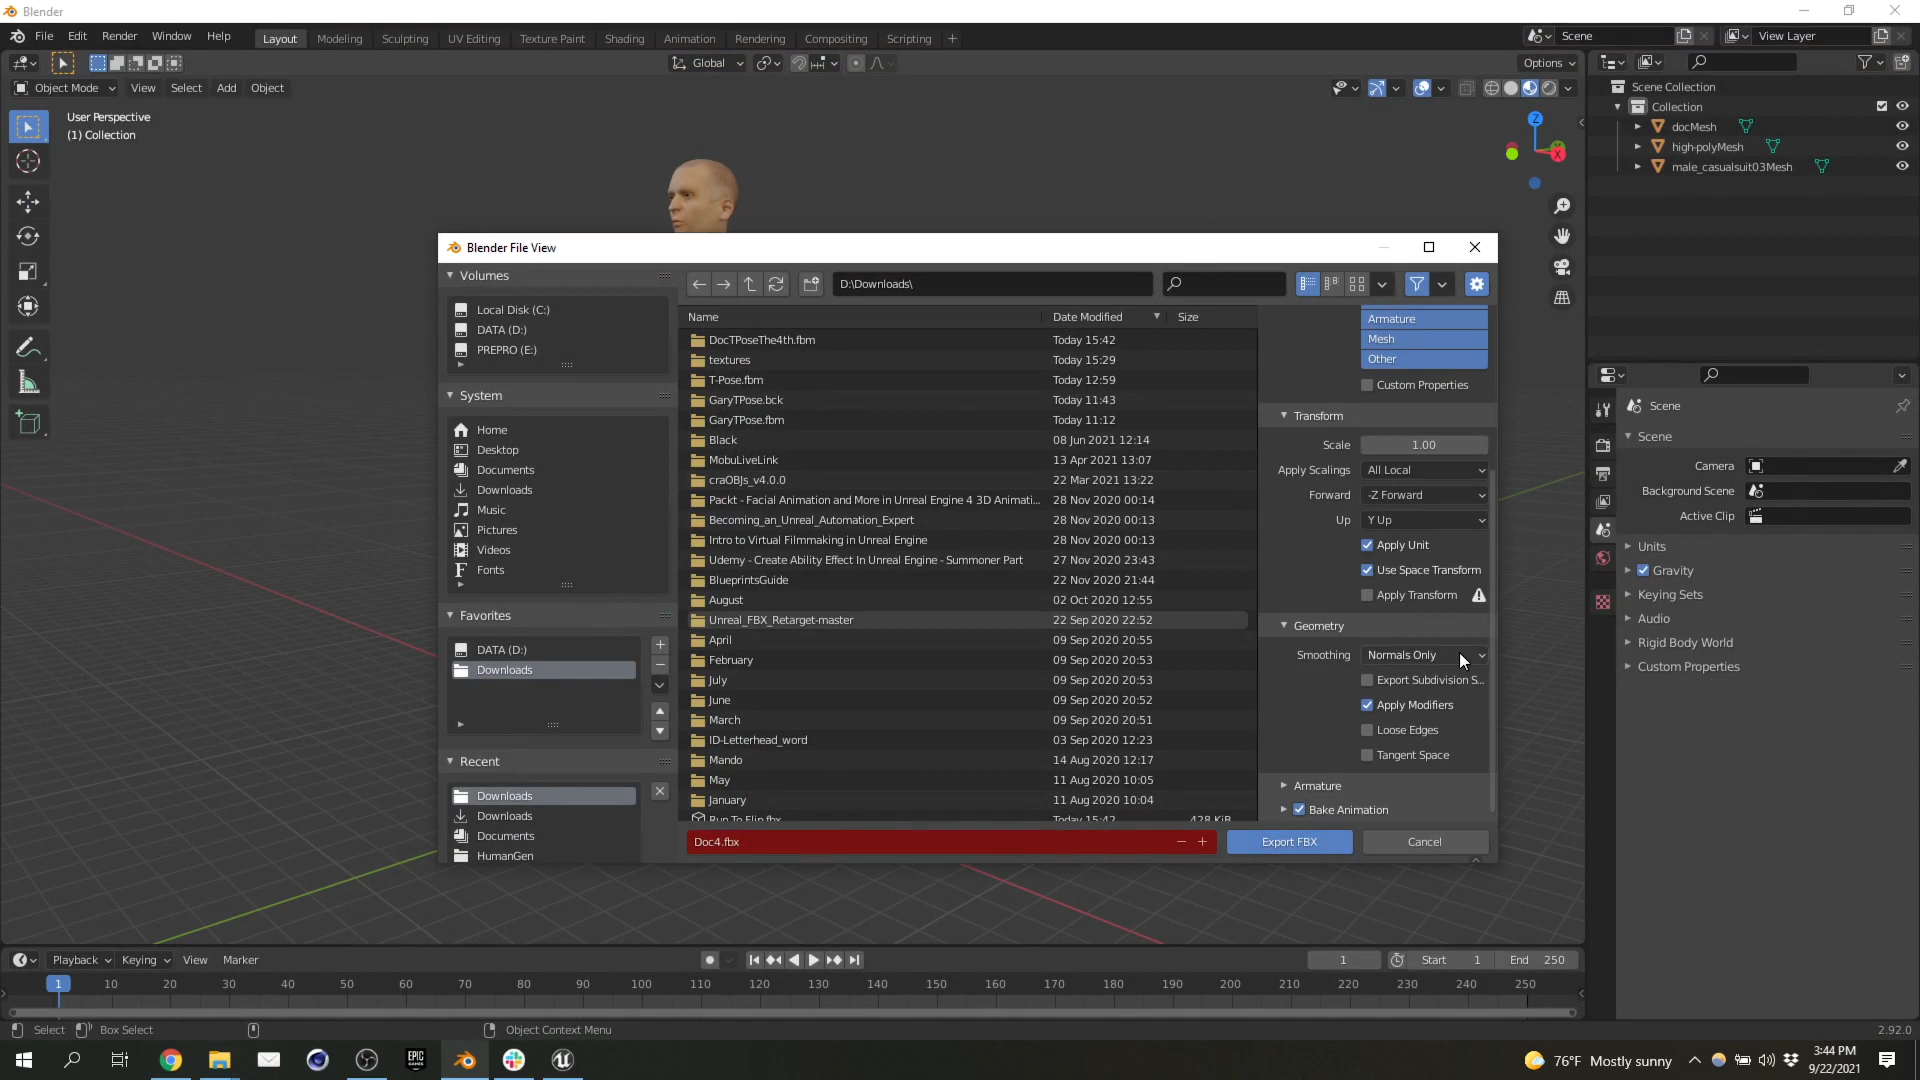 Blender
File Edit Render Window Help Layout Modeling Sculpting UV Editing Texture Paint Shading Animation Rendering Compositing Scripting + Scene View Layer
Global Options
Object Mode View Select Add Object
User Perspective
(1) Collection
Z
X
Scene Collection
Collection
docMesh
high-polyMesh
male_casualsuit03Mesh
Blender File View
Volumes
Local Disk (C:)
DATA (D:)
PREPRO (E:)
System
Home
Desktop
Documents
Downloads
Music
Pictures
Videos
Fonts
Favorites
DATA (D:)
Downloads
Recent
Downloads
Downloads
Documents
HumanGen
D:\Downloads\
Name Date Modified Size
DocTPoseThe4th.fbm Today 15:42
textures Today 15:29
T-Pose.fbm Today 12:59
GaryTPose.bck Today 11:43
GaryTPose.fbm Today 11:12
Black 08 Jun 2021 12:14
MobuLiveLink 13 Apr 2021 13:07
craOBJs_v4.0.0 22 Mar 2021 13:22
Packt - Facial Animation and More in Unreal Engine 4 3D Animati... 28 Nov 2020 00:14
Becoming_an_Unreal_Automation_Expert 28 Nov 2020 00:13
Intro to Virtual Filmmaking in Unreal Engine 28 Nov 2020 00:13
Udemy - Create Ability Effect In Unreal Engine - Summoner Part 27 Nov 2020 23:43
BlueprintsGuide 22 Nov 2020 21:44
August 02 Oct 2020 12:55
Unreal_FBX_Retarget-master 22 Sep 2020 22:52
April 09 Sep 2020 20:55
February 09 Sep 2020 20:53
July 09 Sep 2020 20:53
June 09 Sep 2020 20:52
March 09 Sep 2020 20:51
ID-Letterhead_word 03 Sep 2020 12:23
Mando 14 Aug 2020 12:17
May 11 Aug 2020 10:05
January 11 Aug 2020 10:04
Run To Flip.fbx Today 15:42 428 KiB
Doc4.fbx Export FBX Cancel
Armature
Mesh
Other
Custom Properties
Transform
Scale 1.00
Apply Scalings All Local
Forward -Z Forward
Up Y Up
Apply Unit
Use Space Transform
Apply Transform
Geometry
Smoothing Normals Only
Export Subdivision S...
Apply Modifiers
Loose Edges
Tangent Space
Armature
Bake Animation
Scene
Scene
Camera
Background Scene
Active Clip
Units
Gravity
Keying Sets
Audio
Rigid Body World
Custom Properties
Playback Keying View Marker 1 Start 1 End 250
1 10 20 30 40 50 60 70 80 90 100 110 120 130 140 150 160 170 180 190 200 210 220 230 240 250
Select Box Select Object Context Menu 2.92.0
EPIC GAMES
76°F Mostly sunny 3:44 PM
9/22/2021